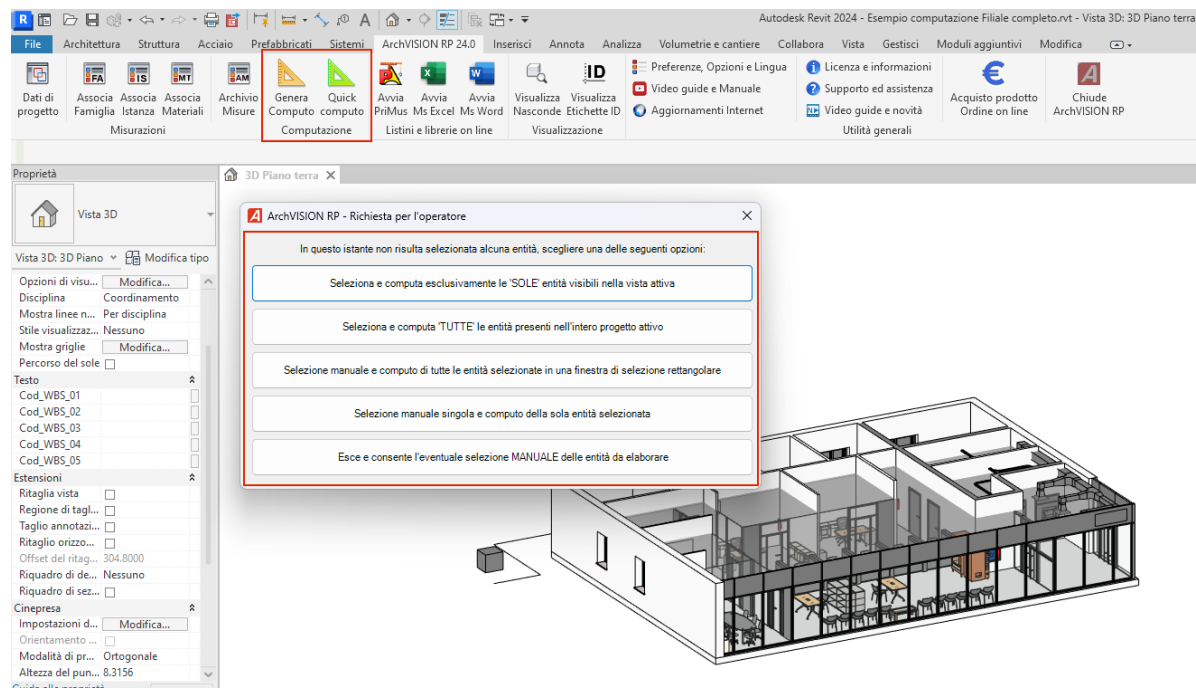 Autodesk Revit 2024 - Esempio computazione Filiale completo.rvt - Vista 3D: 3D Piano terra
File Architettura Struttura Acciaio Prefabbricati Sistemi ArchVISION RP 24.0 Inserisci Annota Analizza Volumetrie e cantiere Collabora Vista Gestisci Moduli aggiuntivi Modifica
Dati di progetto
Associa Famiglia
Associa Istanza
Associa Materiali
Archivio Misure
Genera Computo
Quick computo
Avvia PriMus
Avvia Ms Excel
Avvia Ms Word
Visualizza Nasconde
Visualizza Etichette ID
Preferenze, Opzioni e Lingua
Video guide e Manuale
Aggiornamenti Internet
Licenza e informazioni
Supporto ed assistenza
Video guide e novità
Acquisto prodotto Ordine on line
Chiude ArchVISION RP
Misurazioni Computazione Listini e librerie on line Visualizzazione Utilità generali
Proprietà
3D Piano terra
Vista 3D
Vista 3D: 3D Piano Modifica tipo
Opzioni di visu... Modifica...
Disciplina Coordinamento
Mostra linee n... Per disciplina
Stile visualizzaz... Nessuno
Mostra griglie Modifica...
Percorso del sole
Testo
Cod_WBS_01
Cod_WBS_02
Cod_WBS_03
Cod_WBS_04
Cod_WBS_05
Estensioni
Ritaglia vista
Regione di tagl...
Taglio annotazi...
Ritaglio orizzo...
Offset del ritag... 304.8000
Riquadro di de... Nessuno
Riquadro di sez...
Cinepresa
Impostazioni d... Modifica...
Orientamento ...
Modalità di pr... Ortogonale
Altezza del pun... 8.3156
ArchVISION RP - Richiesta per l'operatore
In questo istante non risulta selezionata alcuna entità, scegliere una delle seguenti opzioni:
Seleziona e computa esclusivamente le 'SOLE' entità visibili nella vista attiva
Seleziona e computa 'TUTTE' le entità presenti nell'intero progetto attivo
Selezione manuale e computo di tutte le entità selezionate in una finestra di selezione rettangolare
Selezione manuale singola e computo della sola entità selezionata
Esce e consente l'eventuale selezione MANUALE delle entità da elaborare